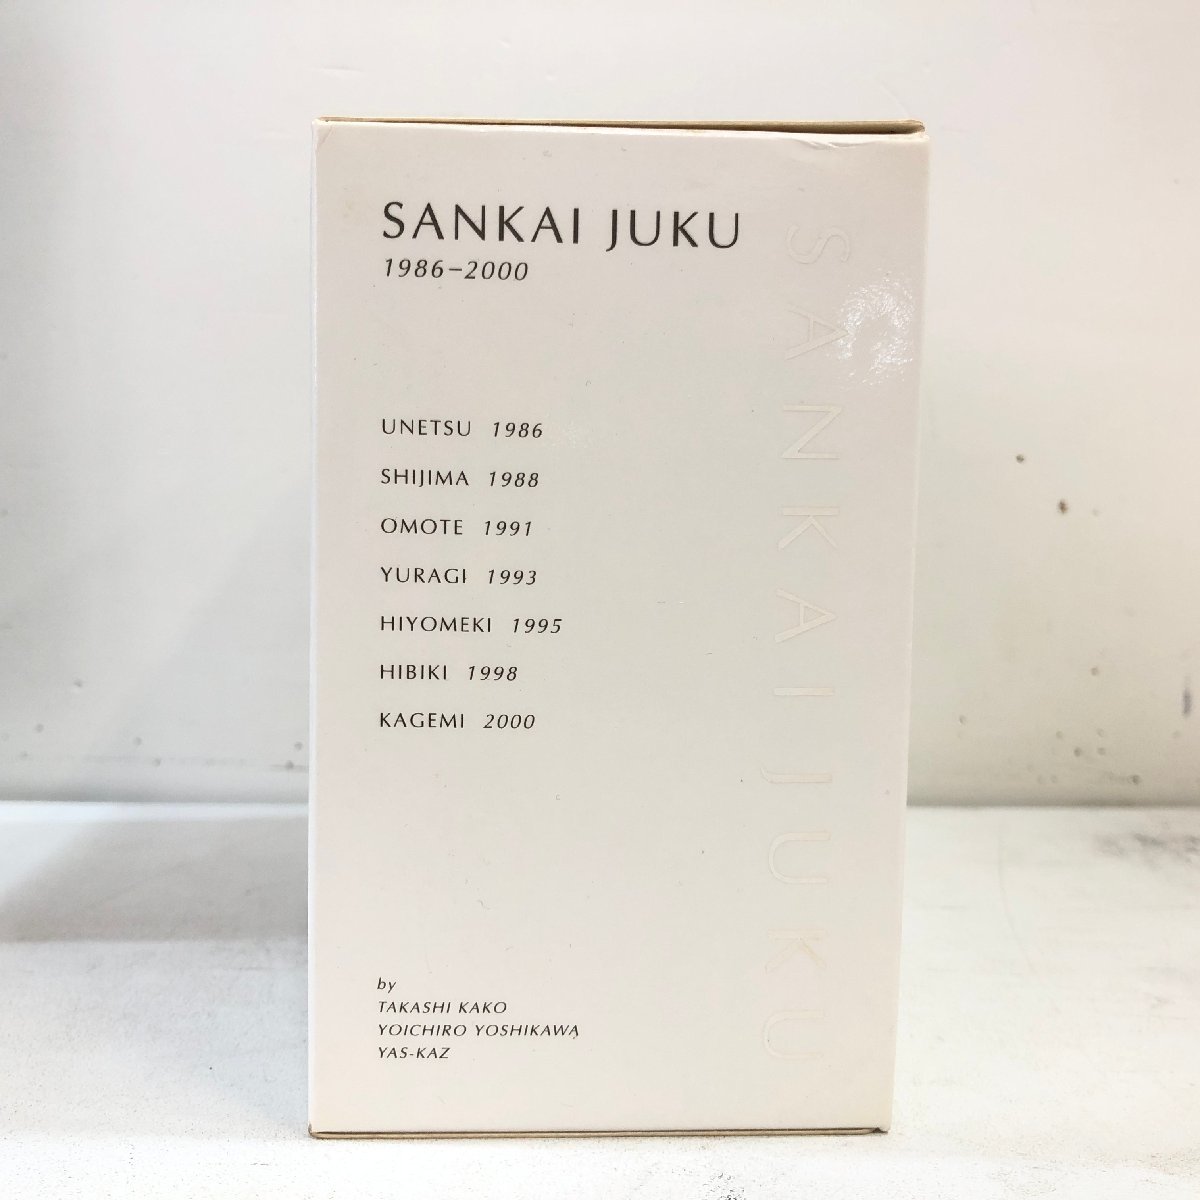 SANKAI JUKU
1986–2000
UNETSU 1986
SHIJIMA 1988
OMOTE 1991
YURAGI 1993
HIYOMEKI 1995
HIBIKI 1998
KAGEMI 2000
by
TAKASHI KAKO
YOICHIRO YOSHIKAWA
YAS-KAZ
SANKAI JUKU